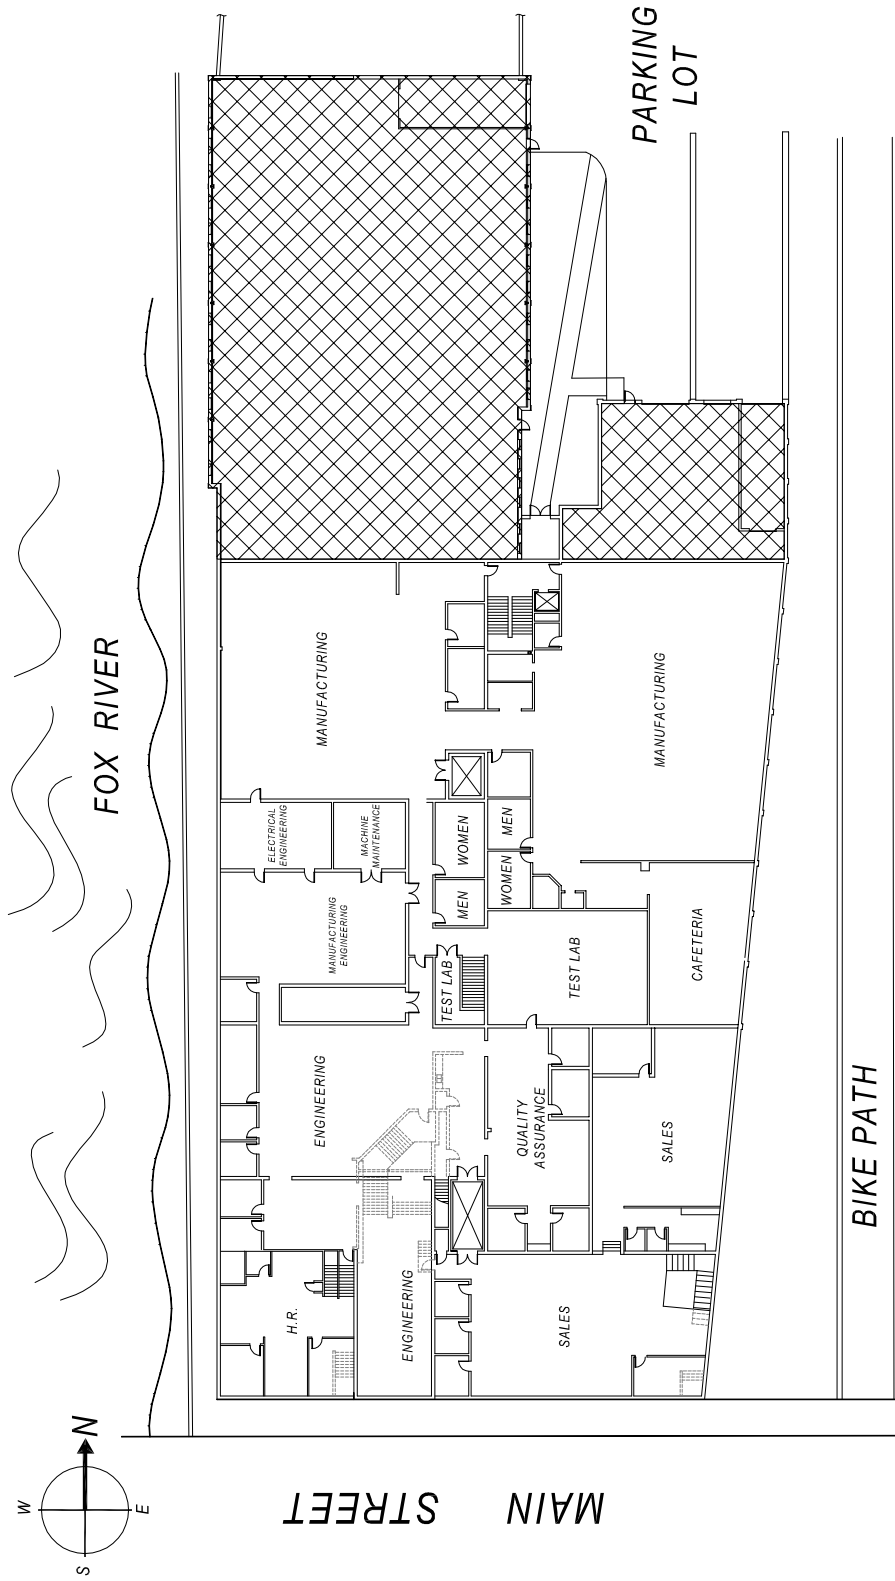 PARKING
LOT
FOX RIVER
MANUFACTURING
MANUFACTURING
ELECTRICAL
ENGINEERING
MACHINE
MAINTENANCE
WOMEN
MEN
MEN
WOMEN
MANUFACTURING
ENGINEERING
TEST LAB
TEST LAB
CAFETERIA
ENGINEERING
QUALITY
ASSURANCE
SALES
BIKE PATH
H.R.
ENGINEERING
SALES
N
W
E
S
MAIN STREET